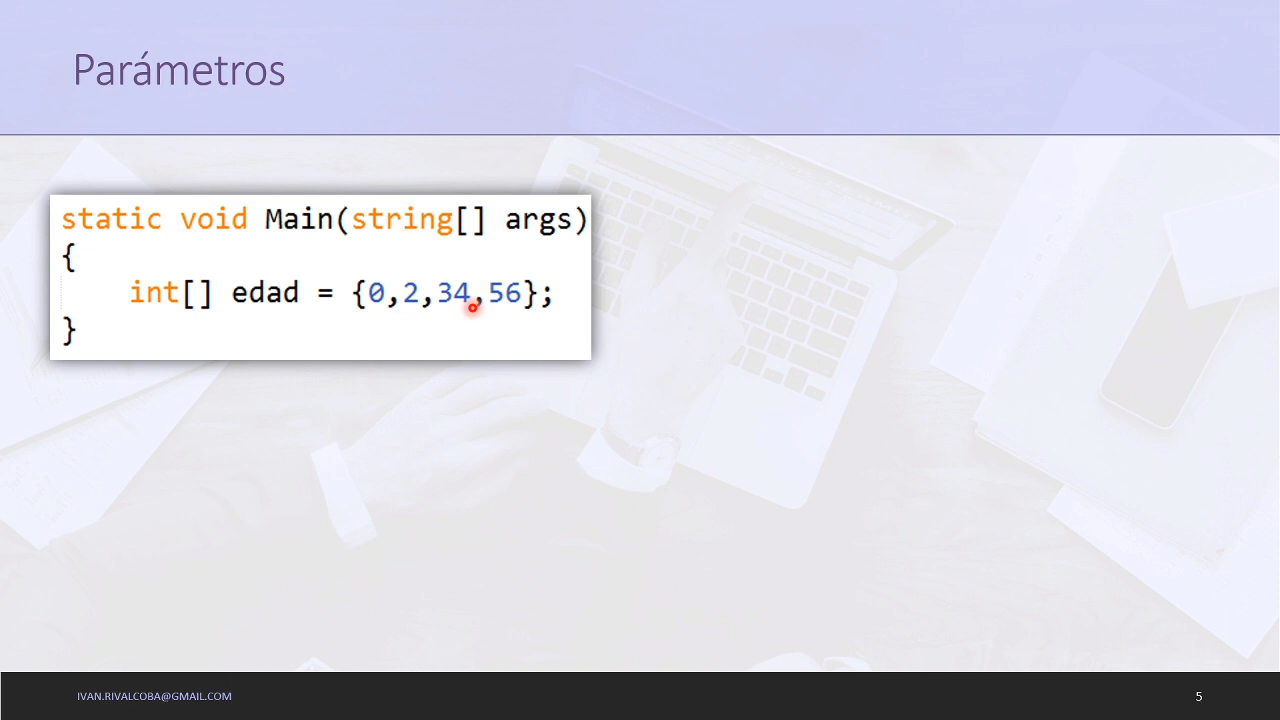 Parámetros
static void Main(string[] args)
{
int[] edad = {0,2,34,56};
}
IVAN.RIVALCOBA@GMAIL.COM
5